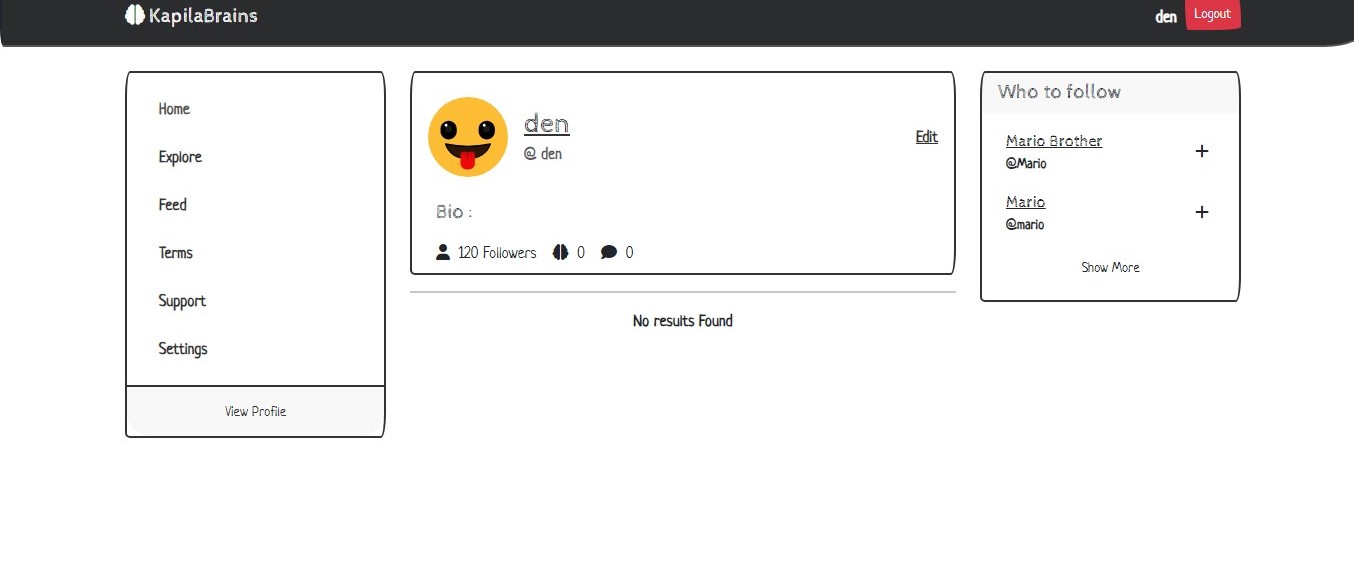 KapilaBrains
den Logout
Home
Explore
Feed
Terms
Support
Settings
View Profile
den
@ den
Edit
Bio :
120 Followers 0 0
No results Found
Who to follow
Mario Brother
@Mario
+
Mario
@mario
+
Show More